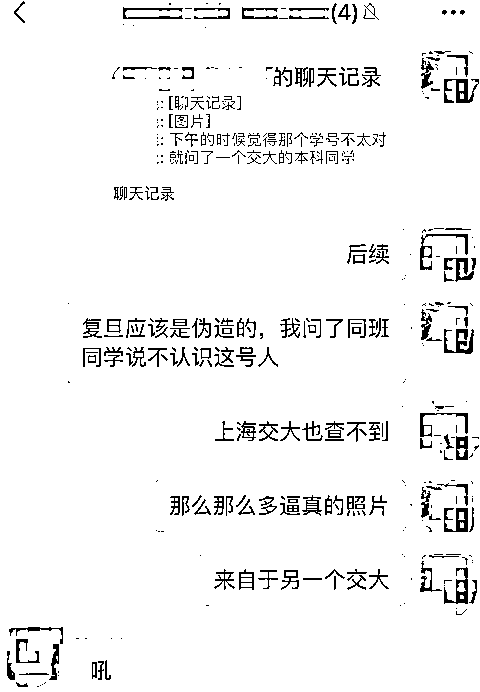 (4)
的聊天记录
: [聊天记录]
: [图片]
: 下午的时候觉得那个学号不太对
: 就问了一个交大的本科同学
聊天记录
后续
复旦应该是伪造的，我问了同班
同学说不认识这号人
上海交大也查不到
那么那么多逼真的照片
来自于另一个交大
吼